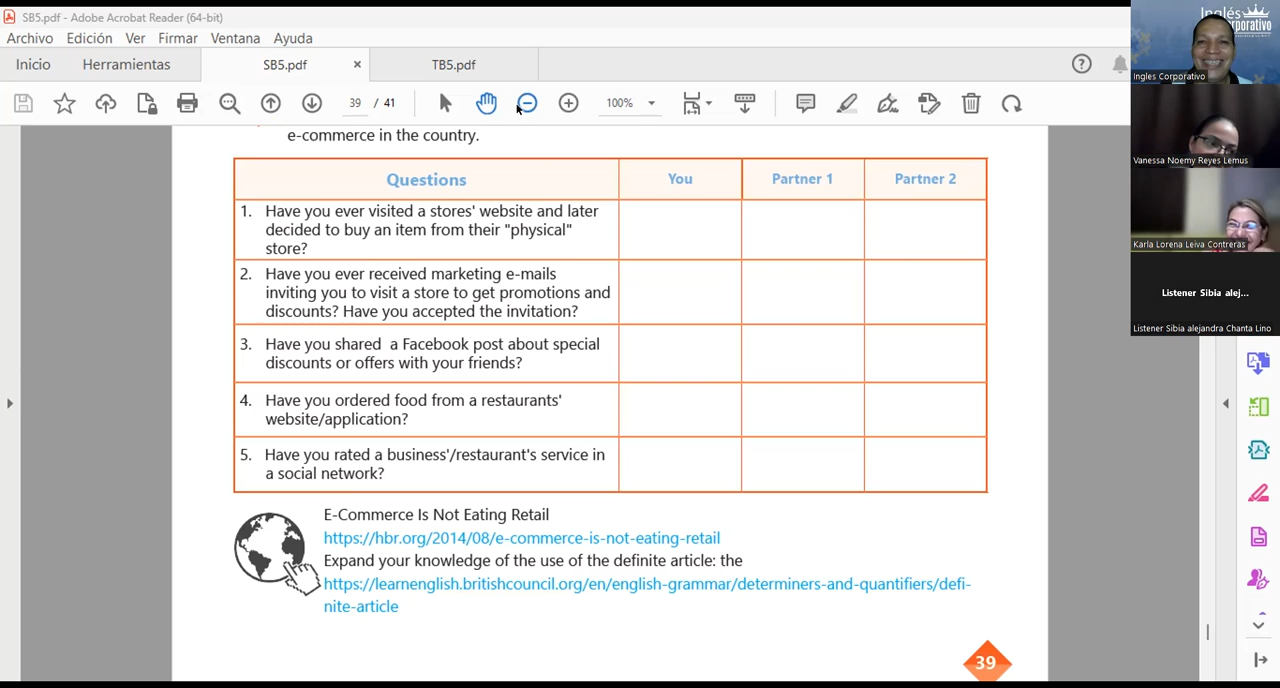 SB5.pdf - Adobe Acrobat Reader (64-bit)
Archivo Edición Ver Firmar Ventana Ayuda
Inicio Herramientas SB5.pdf × TB5.pdf
39 / 41 100%
e-commerce in the country.
Questions You Partner 1 Partner 2
1. Have you ever visited a stores' website and later
decided to buy an item from their "physical"
store?
2. Have you ever received marketing e-mails
inviting you to visit a store to get promotions and
discounts? Have you accepted the invitation?
3. Have you shared a Facebook post about special
discounts or offers with your friends?
4. Have you ordered food from a restaurants'
website/application?
5. Have you rated a business'/restaurant's service in
a social network?
E-Commerce Is Not Eating Retail
https://hbr.org/2014/08/e-commerce-is-not-eating-retail
Expand your knowledge of the use of the definite article: the
https://learnenglish.britishcouncil.org/en/english-grammar/determiners-and-quantifiers/defi-
nite-article
39
Inglés
Ingles Corporativo
Vanessa Noemy Reyes Lemus
Karla Lorena Leiva Contreras
Listener Sibia alej...
Listener Sibia alejandra Chanta Lino